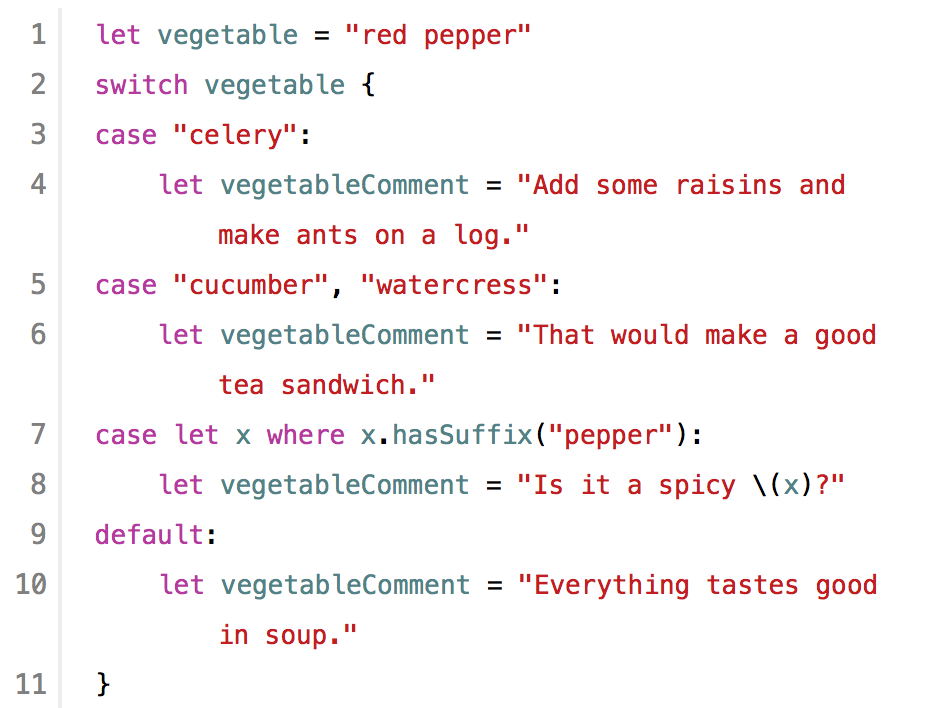 1 let vegetable = "red pepper"
2 switch vegetable {
3 case "celery":
4 let vegetableComment = "Add some raisins and
make ants on a log."
5 case "cucumber", "watercress":
6 let vegetableComment = "That would make a good
tea sandwich."
7 case let x where x.hasSuffix("pepper"):
8 let vegetableComment = "Is it a spicy \(x)?"
9 default:
10 let vegetableComment = "Everything tastes good
in soup."
11 }